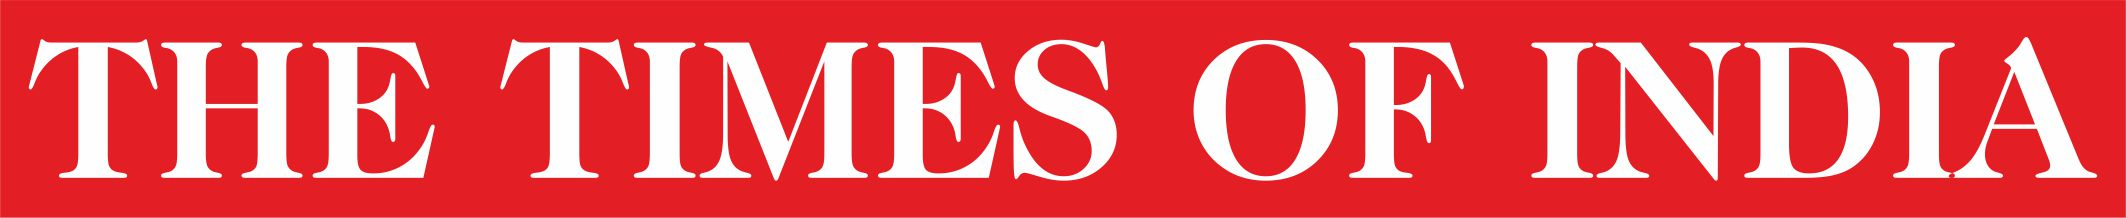 THE TIMES OF INDIA